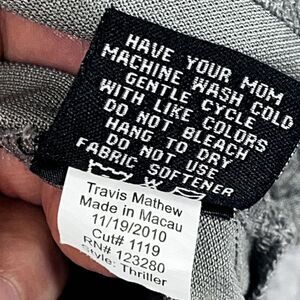 HAVE YOUR MOM
MACHINE WASH COLD
GENTLE CYCLE
WITH LIKE COLORS
DO NOT BLEACH
HANG TO DRY
DO NOT USE
FABRIC SOFTENER
Travis Mathew
Made in Macau
11/19/2010
Cut# 1119
RN# 123280
Style: Thriller